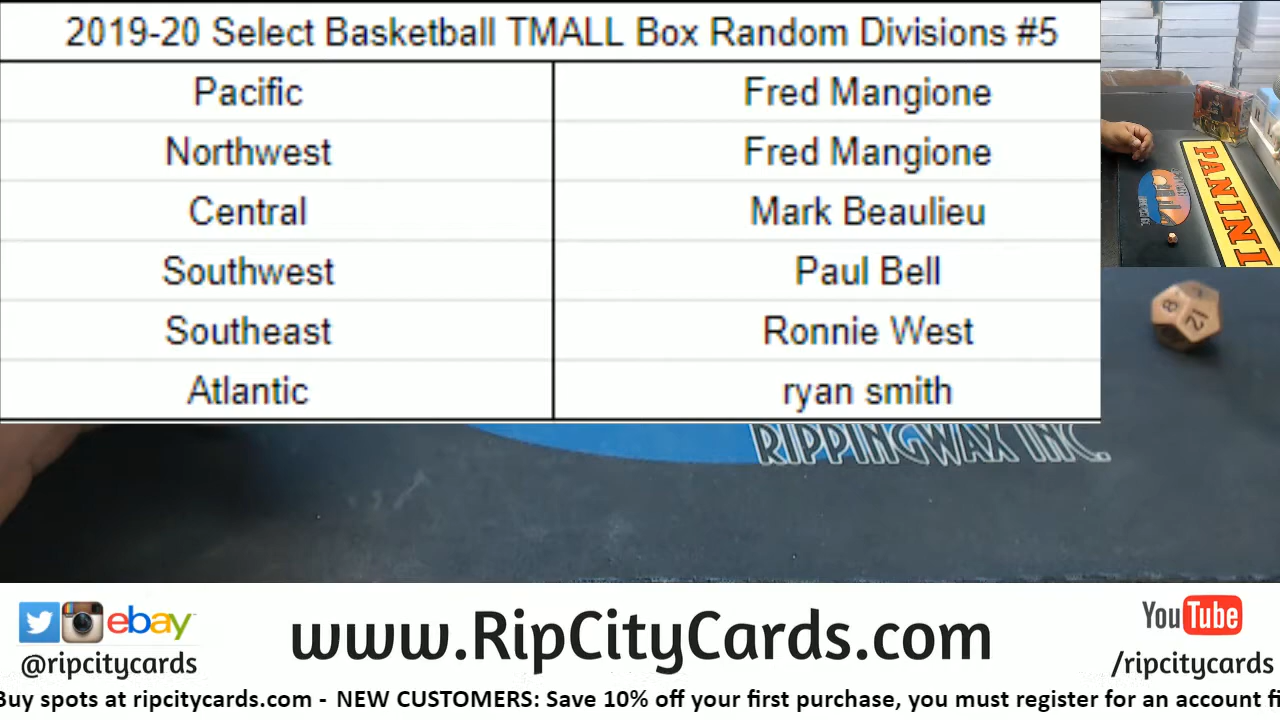 2019-20 Select Basketball TMALL Box Random Divisions #5
Pacific Fred Mangione
Northwest Fred Mangione
Central Mark Beaulieu
Southwest Paul Bell
Southeast Ronnie West
Atlantic ryan smith
PANINI
8
12
RIPPINGWAX INC.
ebay
@ripcitycards
www.RipCityCards.com
YouTube
/ripcitycards
Buy spots at ripcitycards.com - NEW CUSTOMERS: Save 10% off your first purchase, you must register for an account fi